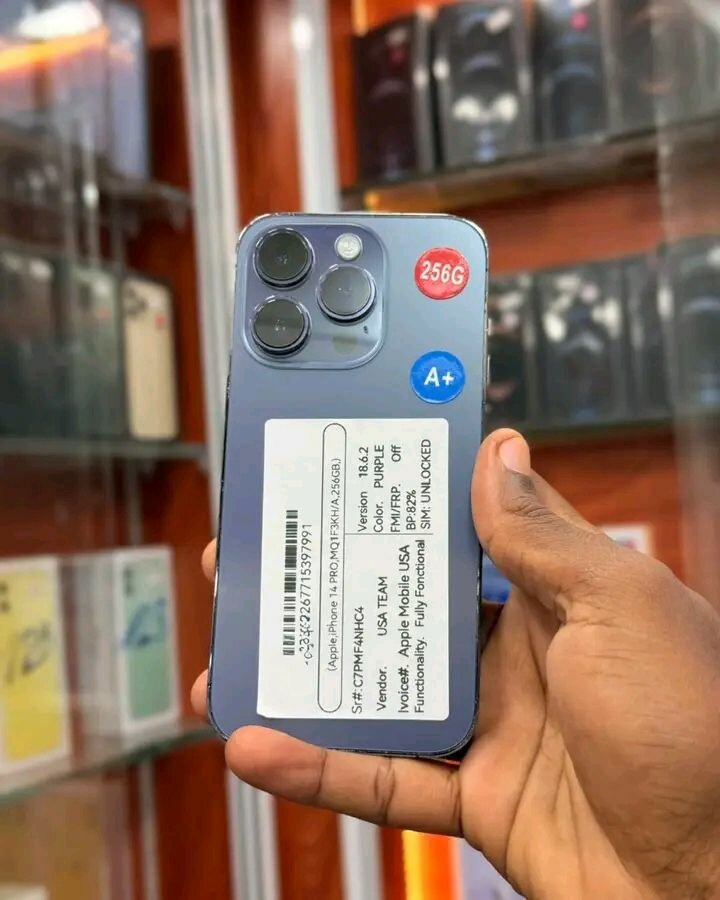 256G
A+
(Apple,iPhone 14 PRO,MQ1F3KH/A,256GB,)
Sr#: C7PMF4NHC4
Version 18.6.2
Vendor. USA TEAM
Color. PURPLE
Ivoice#. Apple Mobile USA
FMI/FRP. Off
BP:82%
Functionality. Fully Fonctional
SIM: UNLOCKED